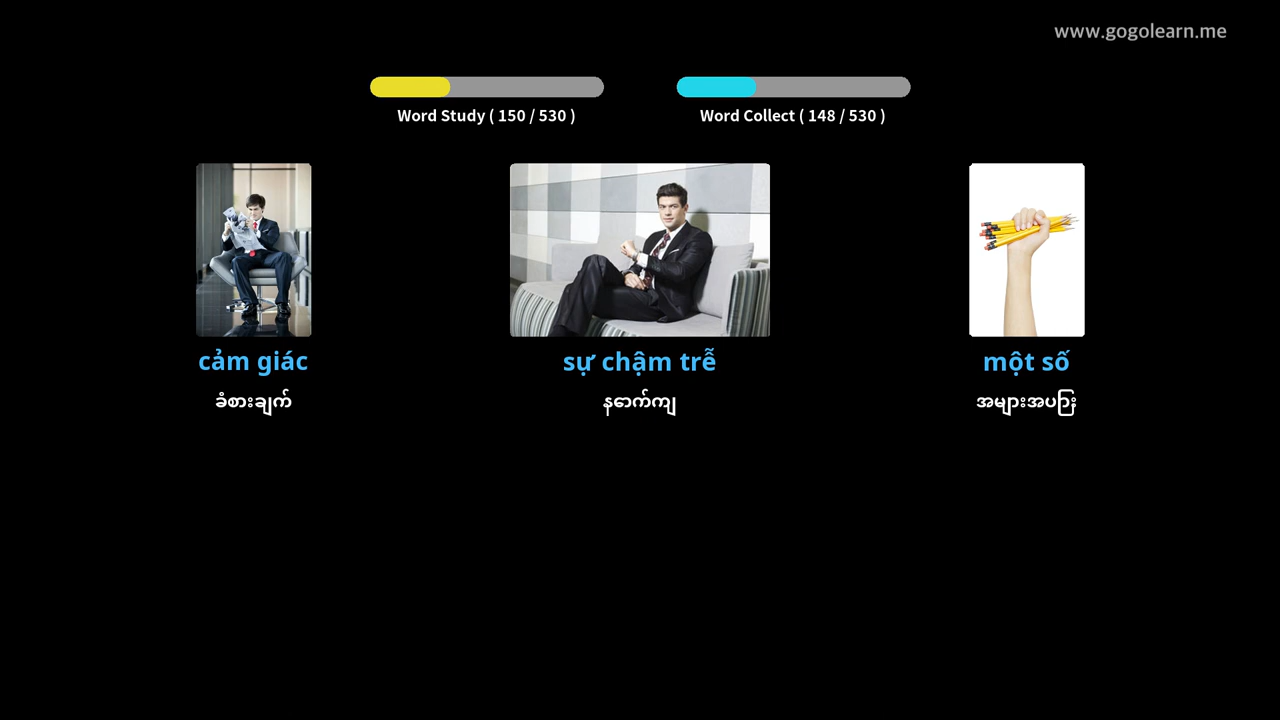 www.gogolearn.me
Word Study ( 150 / 530 )
Word Collect ( 148 / 530 )
cảm giác
sự chậm trễ
một số
ခံစားချက်
နောက်ကျ
အများအပြား